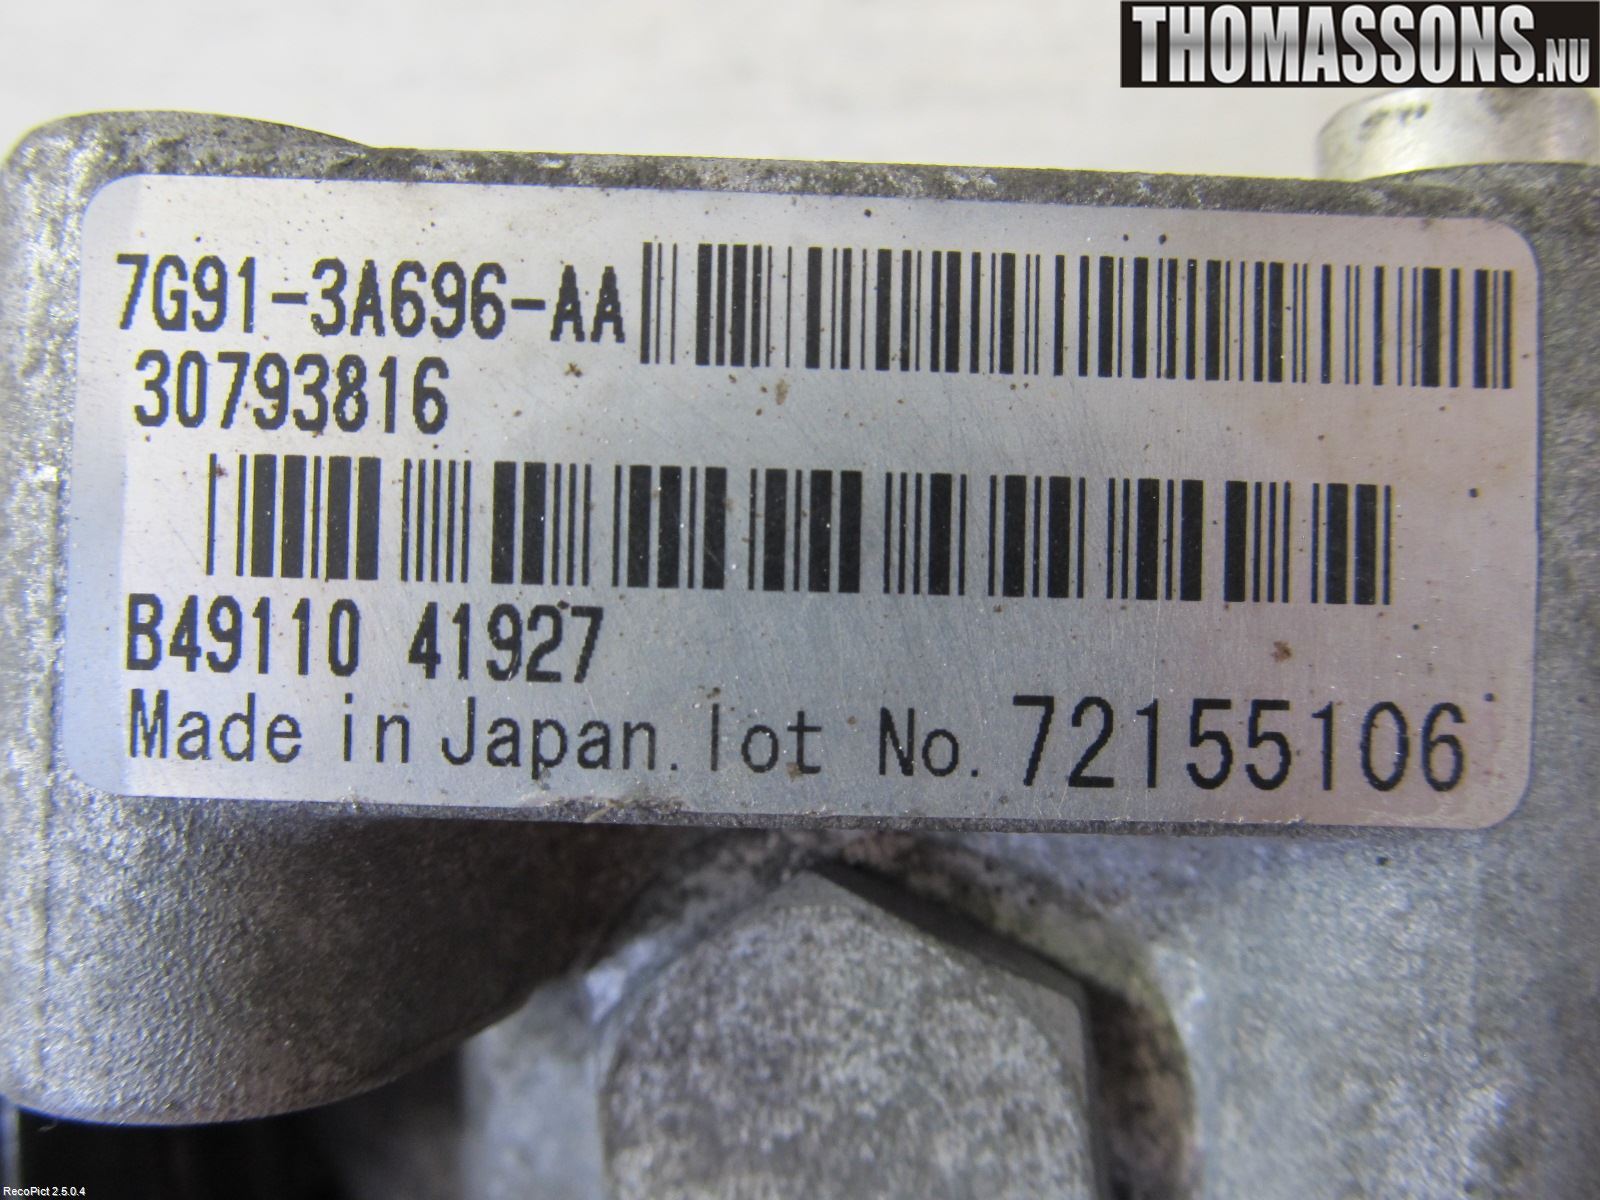 THOMASSONS.NU
7G91-3A696-AA
30793816
B49110 41927
Made in Japan. lot No. 72155106
RecoPict 2.5.0.4